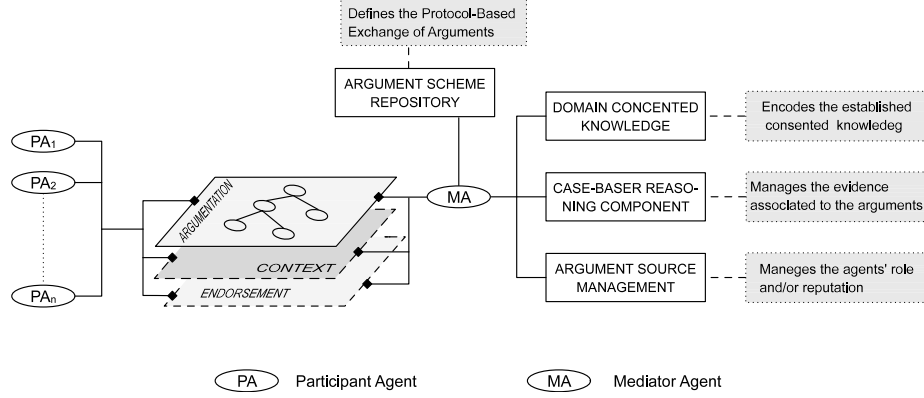 Defines the Protocol-Based
Exchange of Arguments
ARGUMENT SCHEME
REPOSITORY
DOMAIN CONCENTED
KNOWLEDGE
Encodes the established
consented knowledeg
PA1
PA2
PAn
ARGUMENTATION
CONTEXT
ENDORSEMENT
MA
CASE-BASER REASO-
NING COMPONENT
Manages the evidence
associated to the arguments
ARGUMENT SOURCE
MANAGEMENT
Maneges the agents' role
and/or reputation
PA
Participant Agent
MA
Mediator Agent